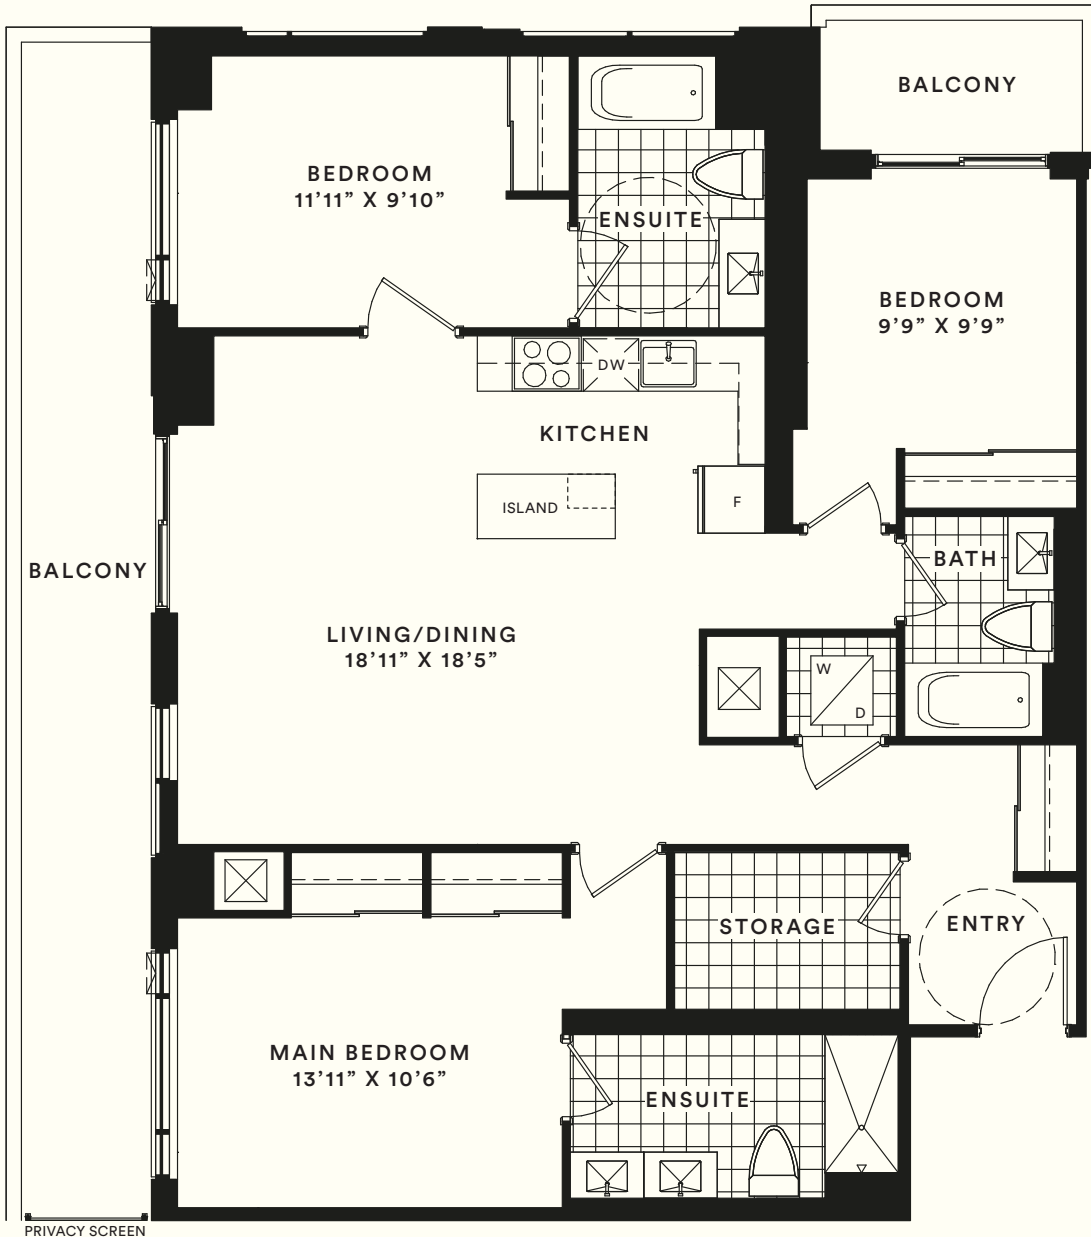 BALCONY
BEDROOM
11'11” X 9'10”
ENSUITE
BEDROOM
9'9” X 9'9”
DW
KITCHEN
ISLAND
F
BALCONY
BATH
LIVING/DINING
18'11” X 18'5”
W
D
STORAGE
ENTRY
MAIN BEDROOM
13'11” X 10'6”
ENSUITE
PRIVACY SCREEN